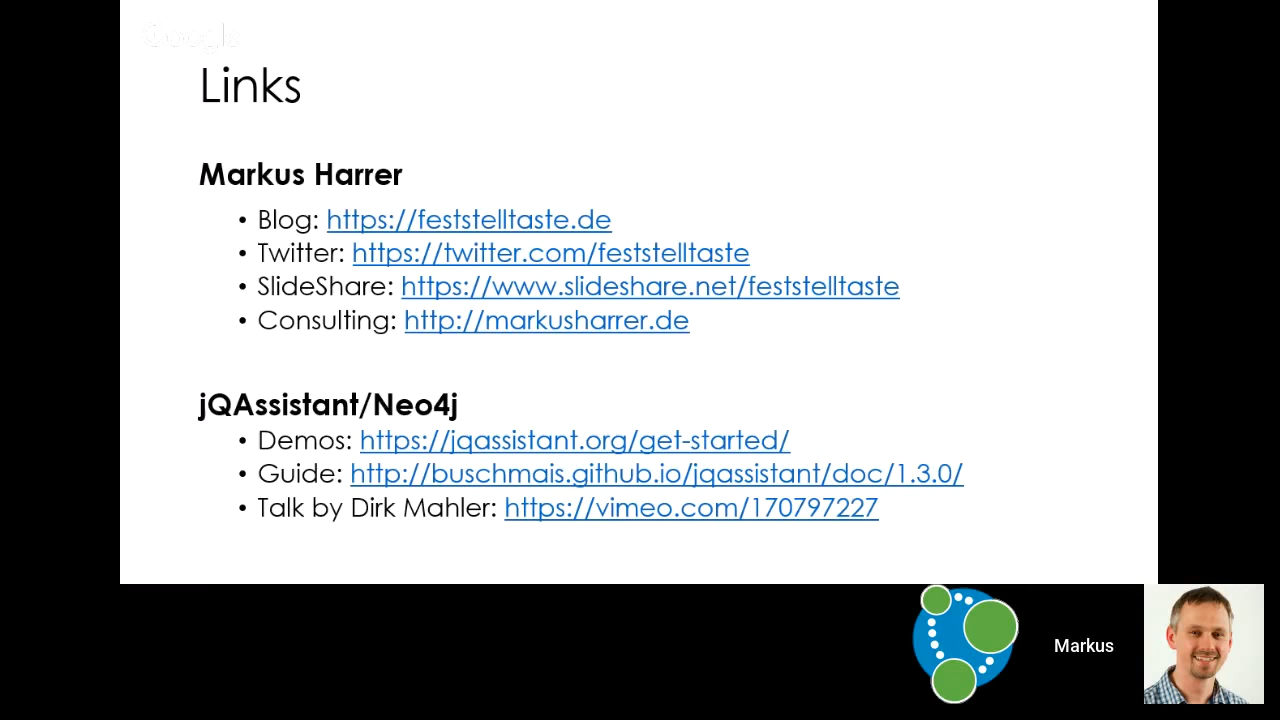 Google
Links
Markus Harrer
• Blog: https://feststelltaste.de
• Twitter: https://twitter.com/feststelltaste
• SlideShare: https://www.slideshare.net/feststelltaste
• Consulting: http://markusharrer.de
jQAssistant/Neo4j
• Demos: https://jqassistant.org/get-started/
• Guide: http://buschmais.github.io/jqassistant/doc/1.3.0/
• Talk by Dirk Mahler: https://vimeo.com/170797227
Markus